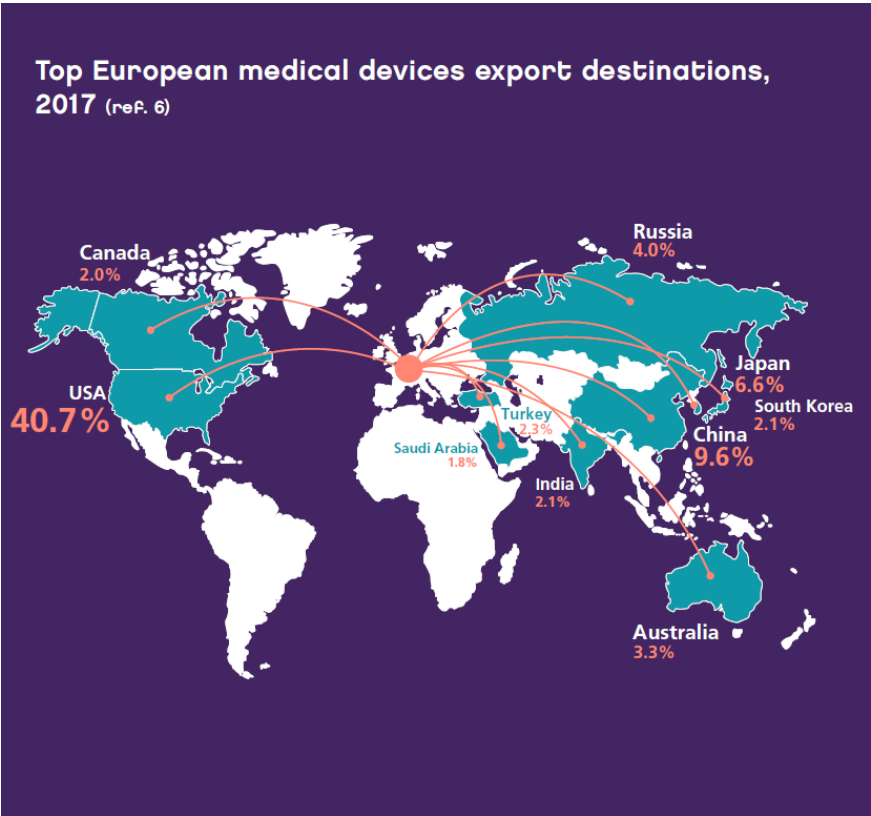 Top European medical devices export destinations,
2017 (ref. 6)
Canada
2.0%
Russia
4.0%
USA
40.7%
Japan
6.6%
South Korea
2.1%
Turkey
2.3%
China
9.6%
Saudi Arabia
1.8%
India
2.1%
Australia
3.3%